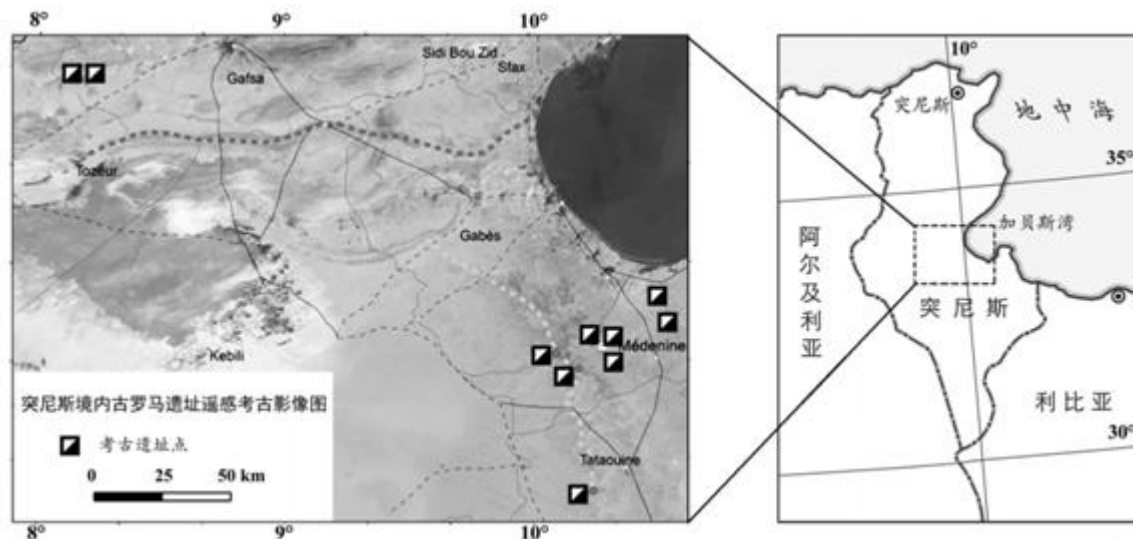 8°
9°
10°
Sidi Bou Zid
Sfax
Gafsa
Tozeur
Gabès
Kebili
Médenine
Tataouine
突尼斯境内古罗马遗址遥感考古影像图
考古遗址点
0 25 50 km
8°
9°
10°
10°
突尼斯
地中海
35°
加贝斯湾
阿尔及利亚
突尼斯
利比亚
30°